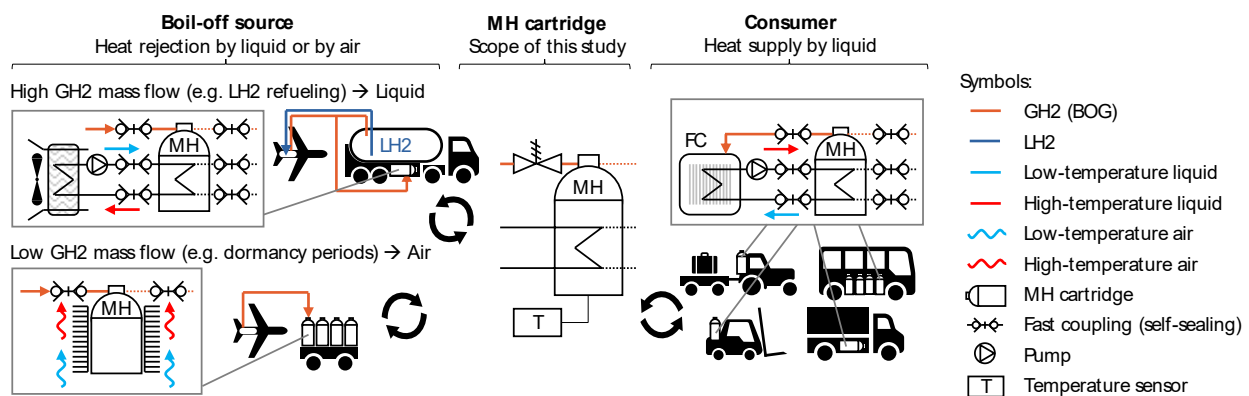 Boil-off source
Heat rejection by liquid or by air
MH cartridge
Scope of this study
Consumer
Heat supply by liquid
High GH2 mass flow (e.g. LH2 refueling) → Liquid
MH
LH2
Low GH2 mass flow (e.g. dormancy periods) → Air
MH
MH
T
FC
MH
Symbols:
GH2 (BOG)
LH2
Low-temperature liquid
High-temperature liquid
Low-temperature air
High-temperature air
MH cartridge
Fast coupling (self-sealing)
Pump
T
Temperature sensor